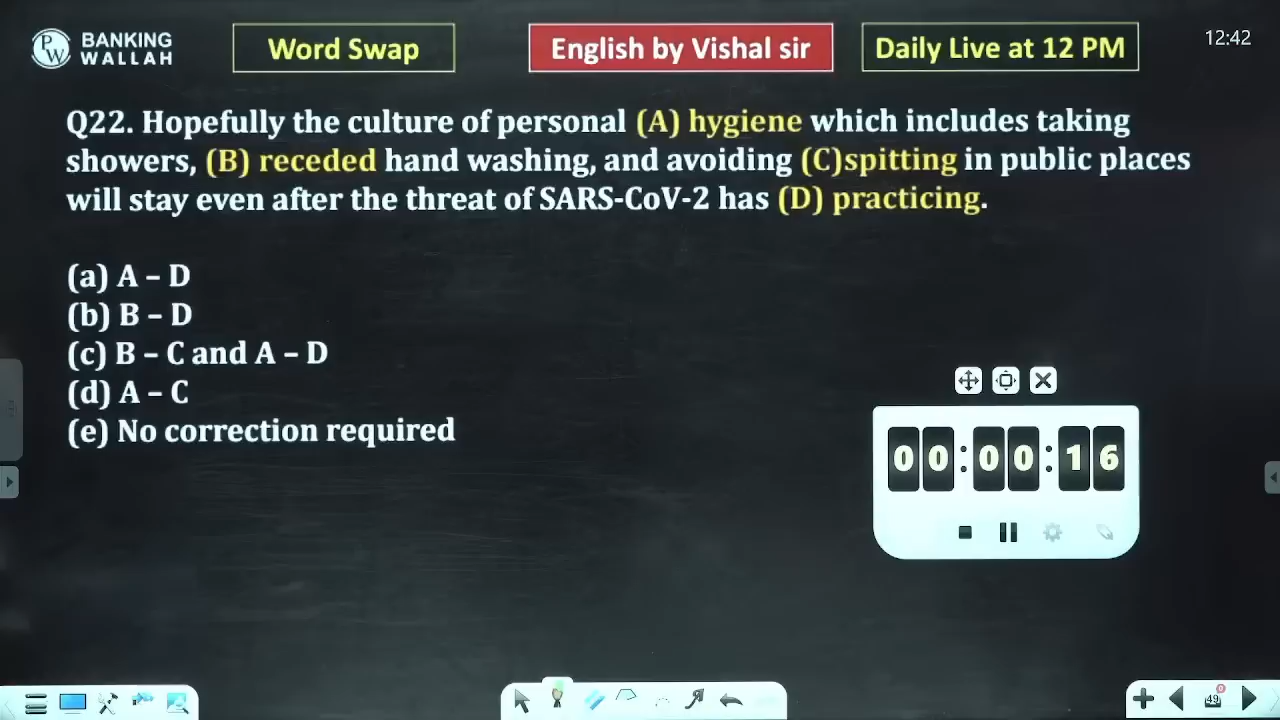 PW BANKING WALLAH
Word Swap
English by Vishal sir
Daily Live at 12 PM
12:42
Q22. Hopefully the culture of personal (A) hygiene which includes taking
showers, (B) receded hand washing, and avoiding (C)spitting in public places
will stay even after the threat of SARS-CoV-2 has (D) practicing.
(a) A – D
(b) B – D
(c) B – C and A – D
(d) A – C
(e) No correction required
00:00:16
49